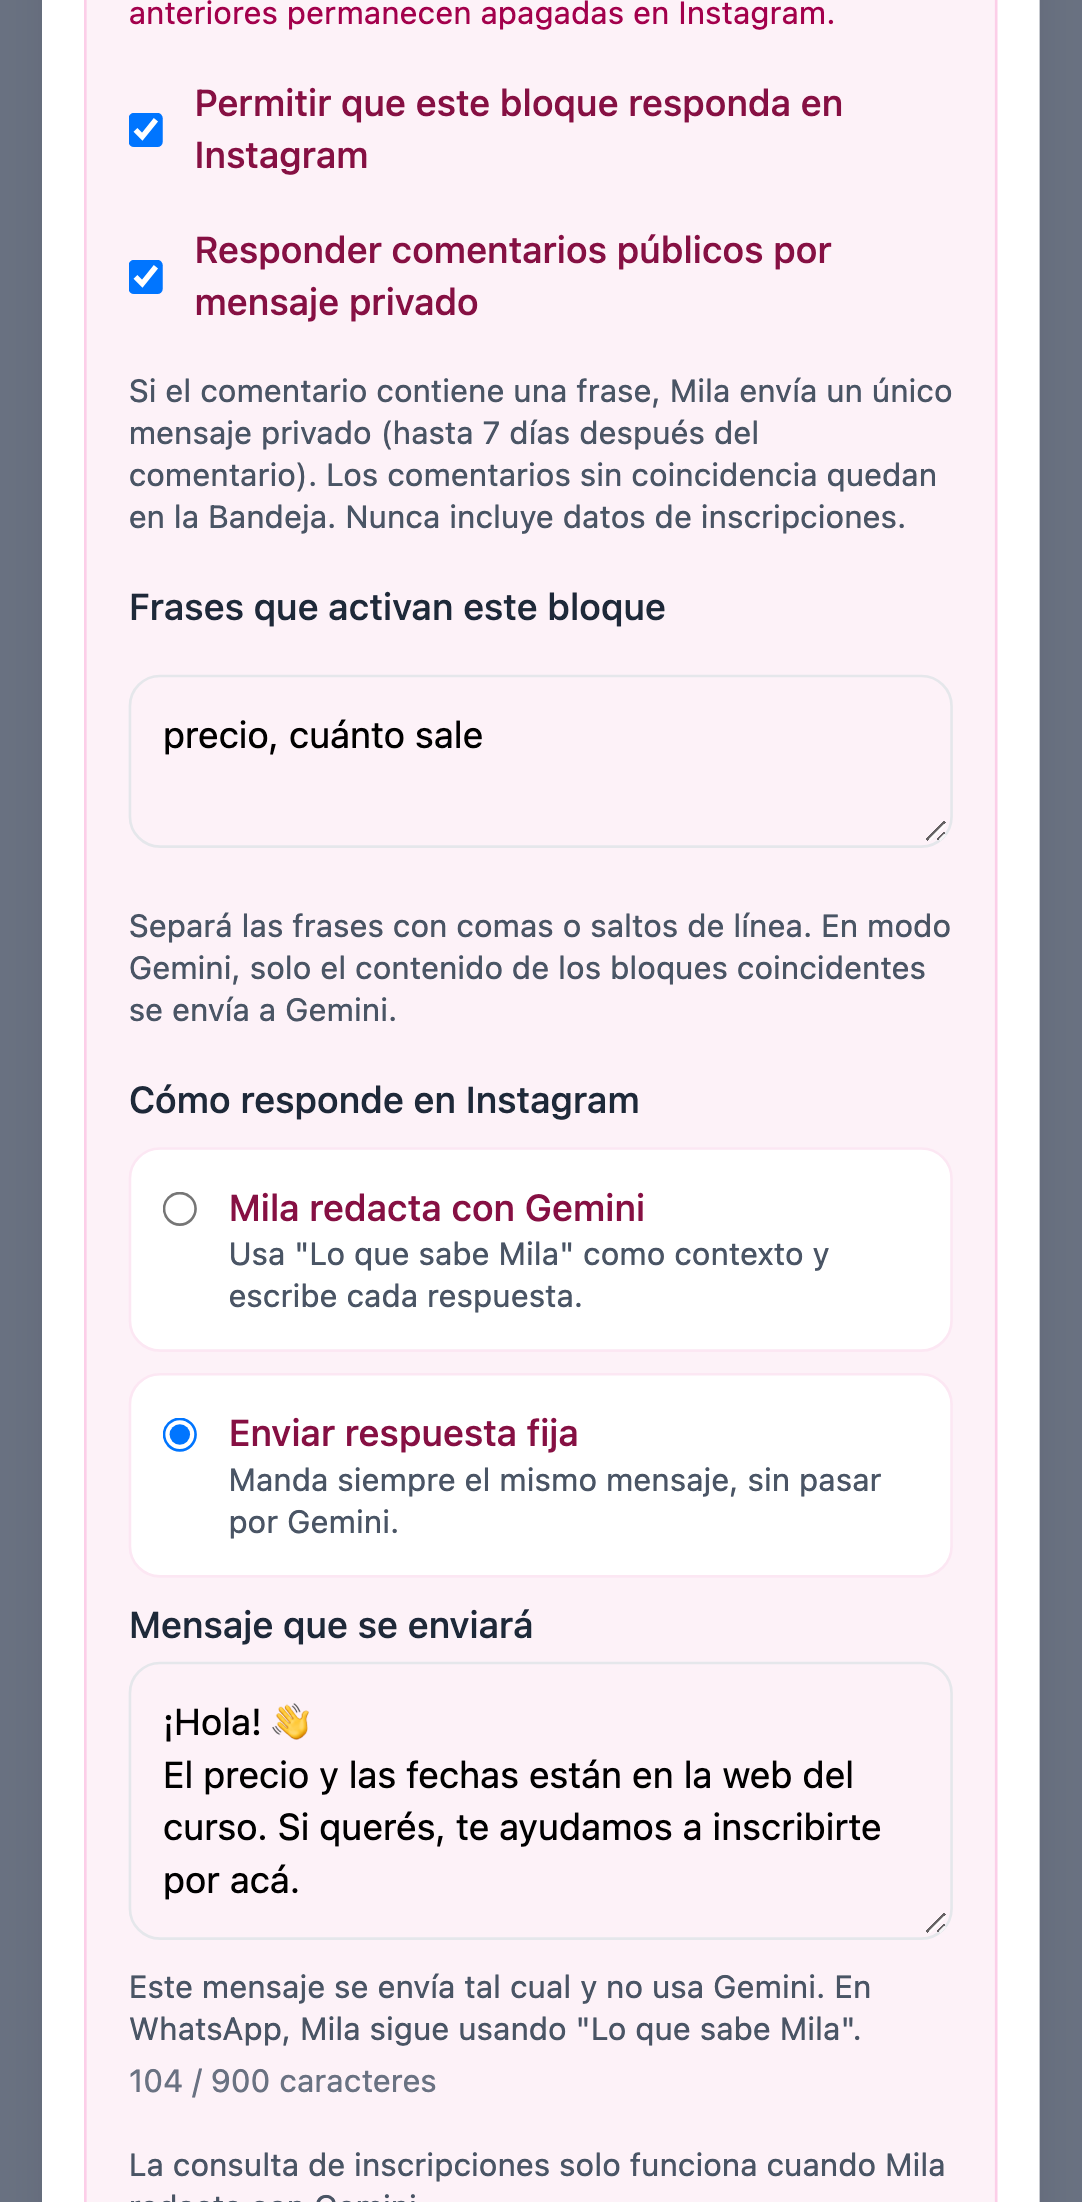 anteriores permanecen apagadas en Instagram.
Permitir que este bloque responda en
Instagram
Responder comentarios públicos por
mensaje privado
Si el comentario contiene una frase, Mila envía un único
mensaje privado (hasta 7 días después del
comentario). Los comentarios sin coincidencia quedan
en la Bandeja. Nunca incluye datos de inscripciones.
Frases que activan este bloque
precio, cuánto sale
Separá las frases con comas o saltos de línea. En modo
Gemini, solo el contenido de los bloques coincidentes
se envía a Gemini.
Cómo responde en Instagram
Mila redacta con Gemini
Usa "Lo que sabe Mila" como contexto y
escribe cada respuesta.
Enviar respuesta fija
Manda siempre el mismo mensaje, sin pasar
por Gemini.
Mensaje que se enviará
¡Hola! 👋
El precio y las fechas están en la web del
curso. Si querés, te ayudamos a inscribirte
por acá.
Este mensaje se envía tal cual y no usa Gemini. En
WhatsApp, Mila sigue usando "Lo que sabe Mila".
104 / 900 caracteres
La consulta de inscripciones solo funciona cuando Mila
redacta con Gemini